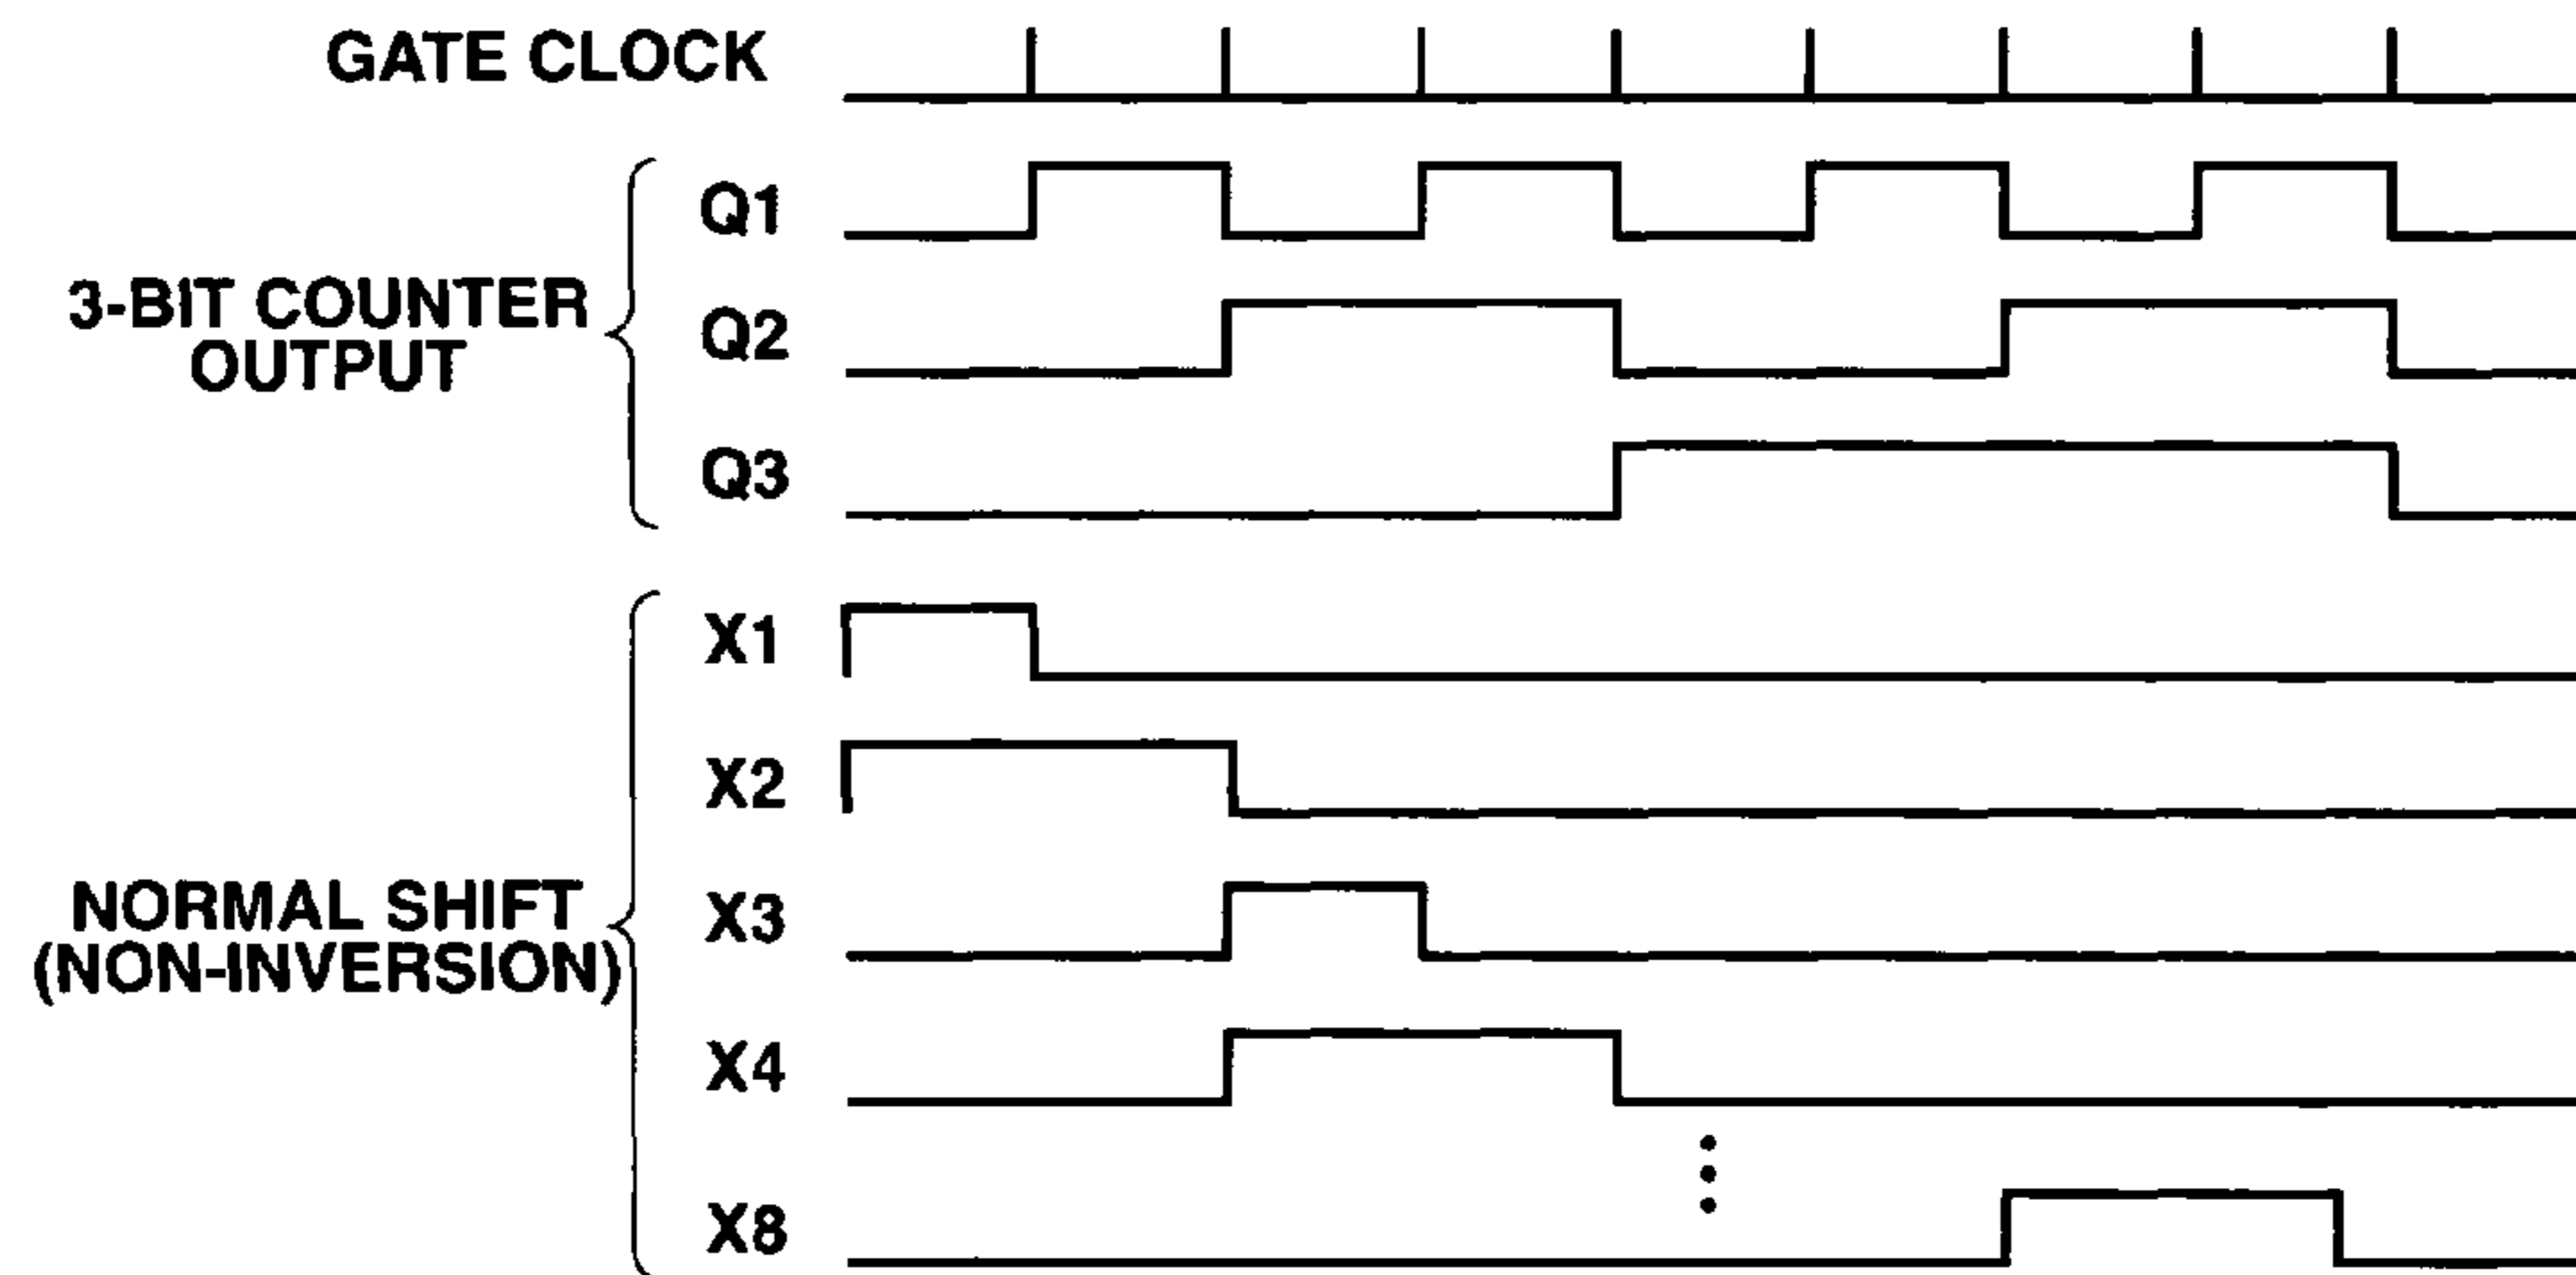 GATE CLOCK
Q1
3-BIT COUNTER
OUTPUT
Q2
Q3
X1
X2
NORMAL SHIFT
(NON-INVERSION)
X3
X4
X8